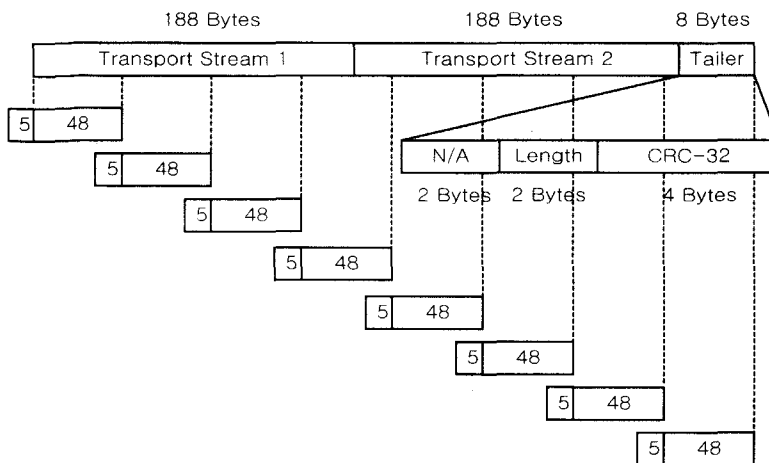 188 Bytes 188 Bytes 8 Bytes
Transport Stream 1 Transport Stream 2 Tailer
5 48
N/A Length CRC-32
5 48
2 Bytes 2 Bytes 4 Bytes
5 48
5 48
5 48
5 48
5 48
5 48